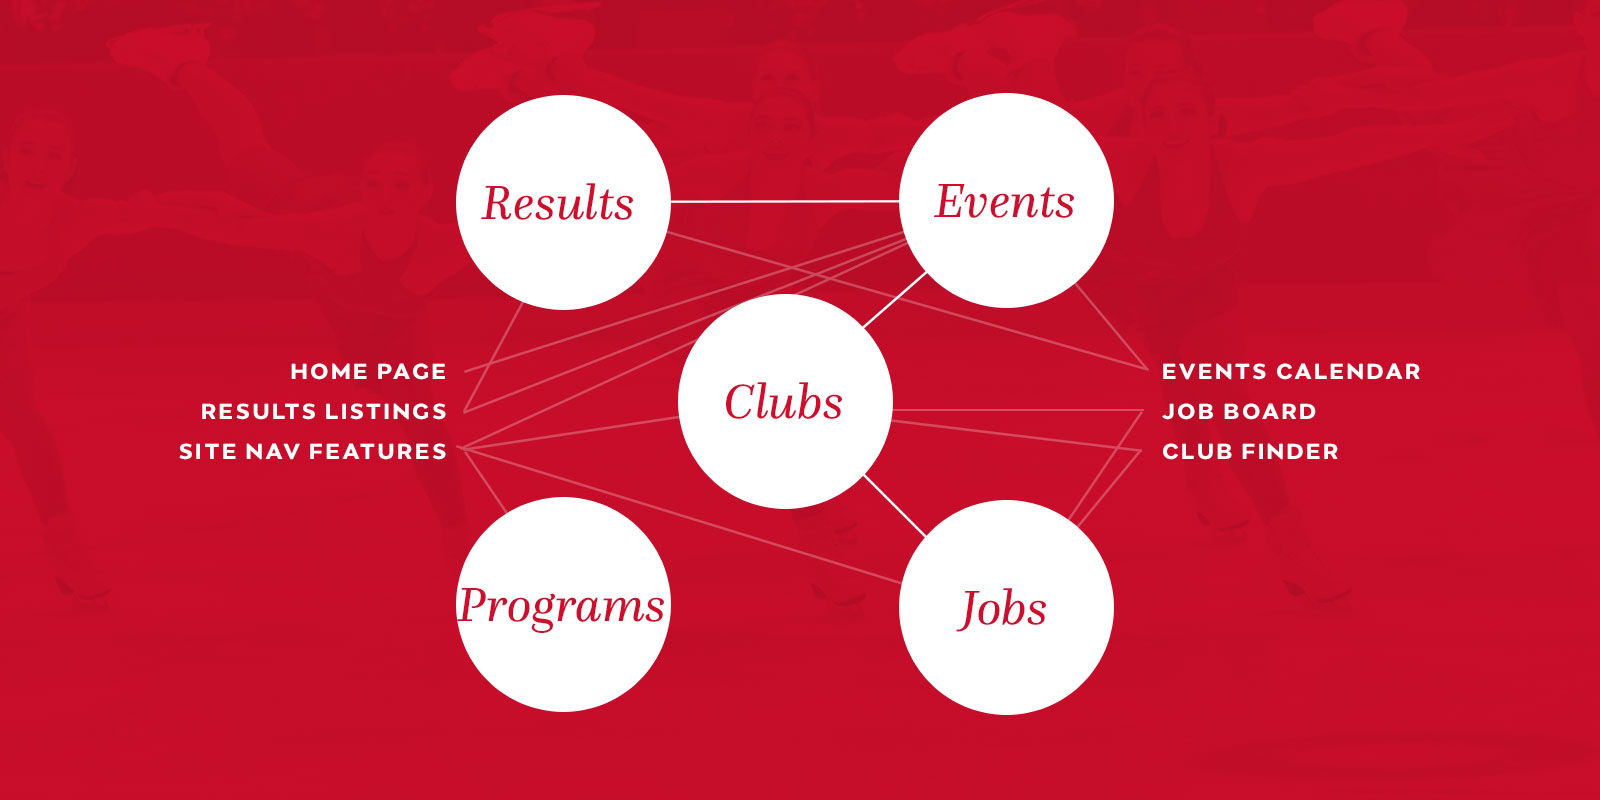 Results
Events
HOME PAGE
RESULTS LISTINGS
SITE NAV FEATURES
Clubs
EVENTS CALENDAR
JOB BOARD
CLUB FINDER
Programs
Jobs